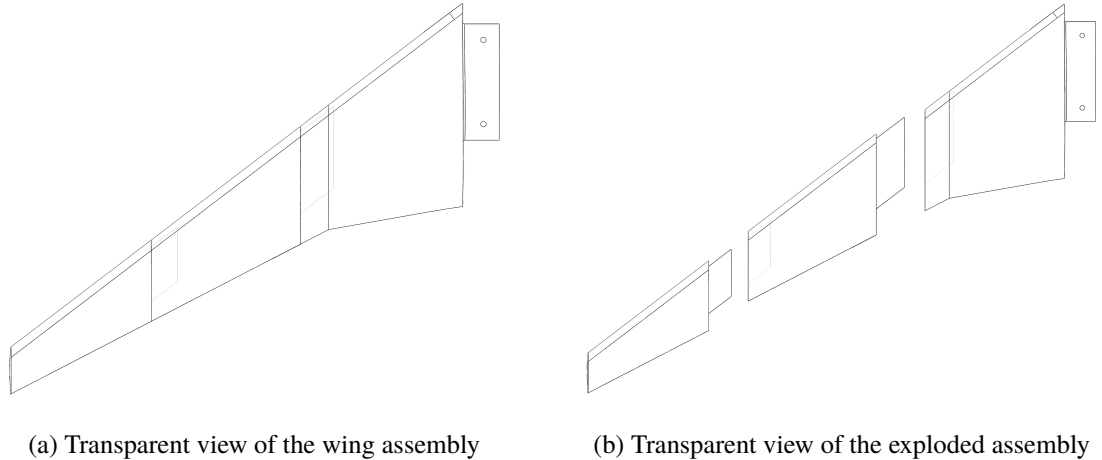 (a) Transparent view of the wing assembly
(b) Transparent view of the exploded assembly